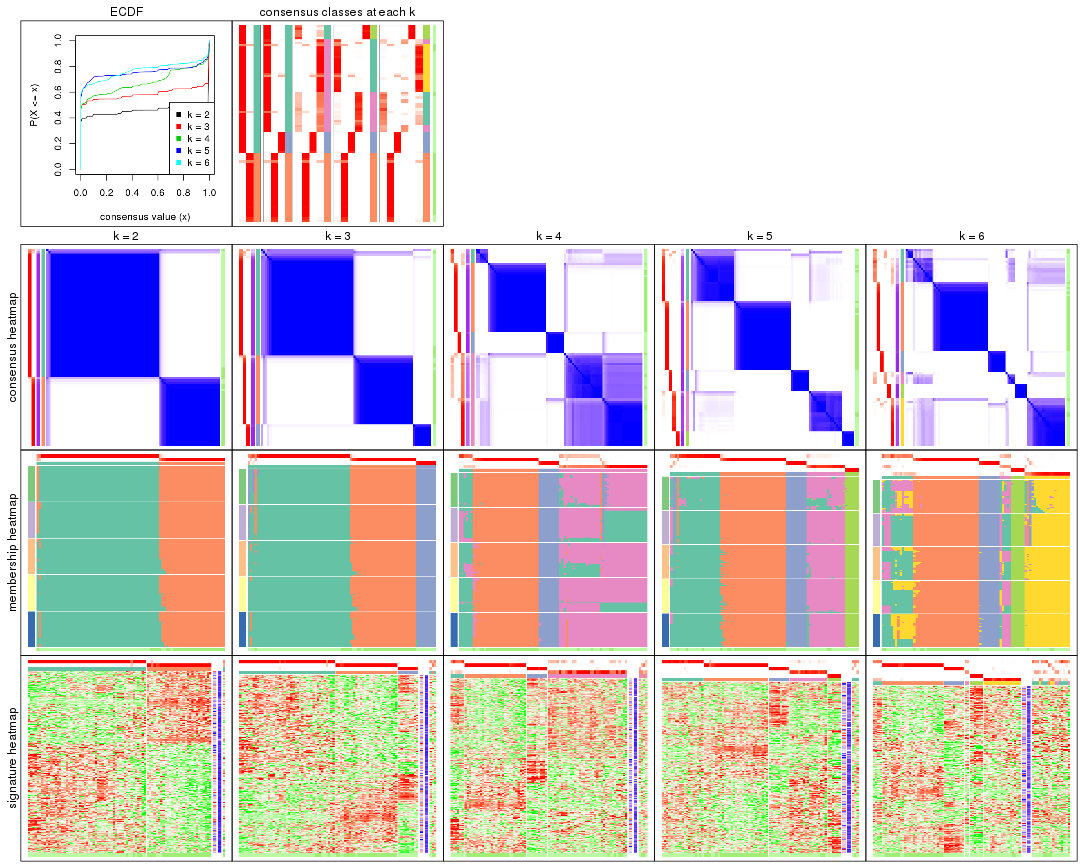 ECDF
consensus classes at each k
P(X <= x)
0.0
0.2
0.4
0.6
0.8
1.0
k = 2
k = 3
k = 4
k = 5
k = 6
0.0 0.2 0.4 0.6 0.8 1.0
consensus value (x)
k = 2
k = 3
k = 4
k = 5
k = 6
consensus heatmap
membership heatmap
signature heatmap